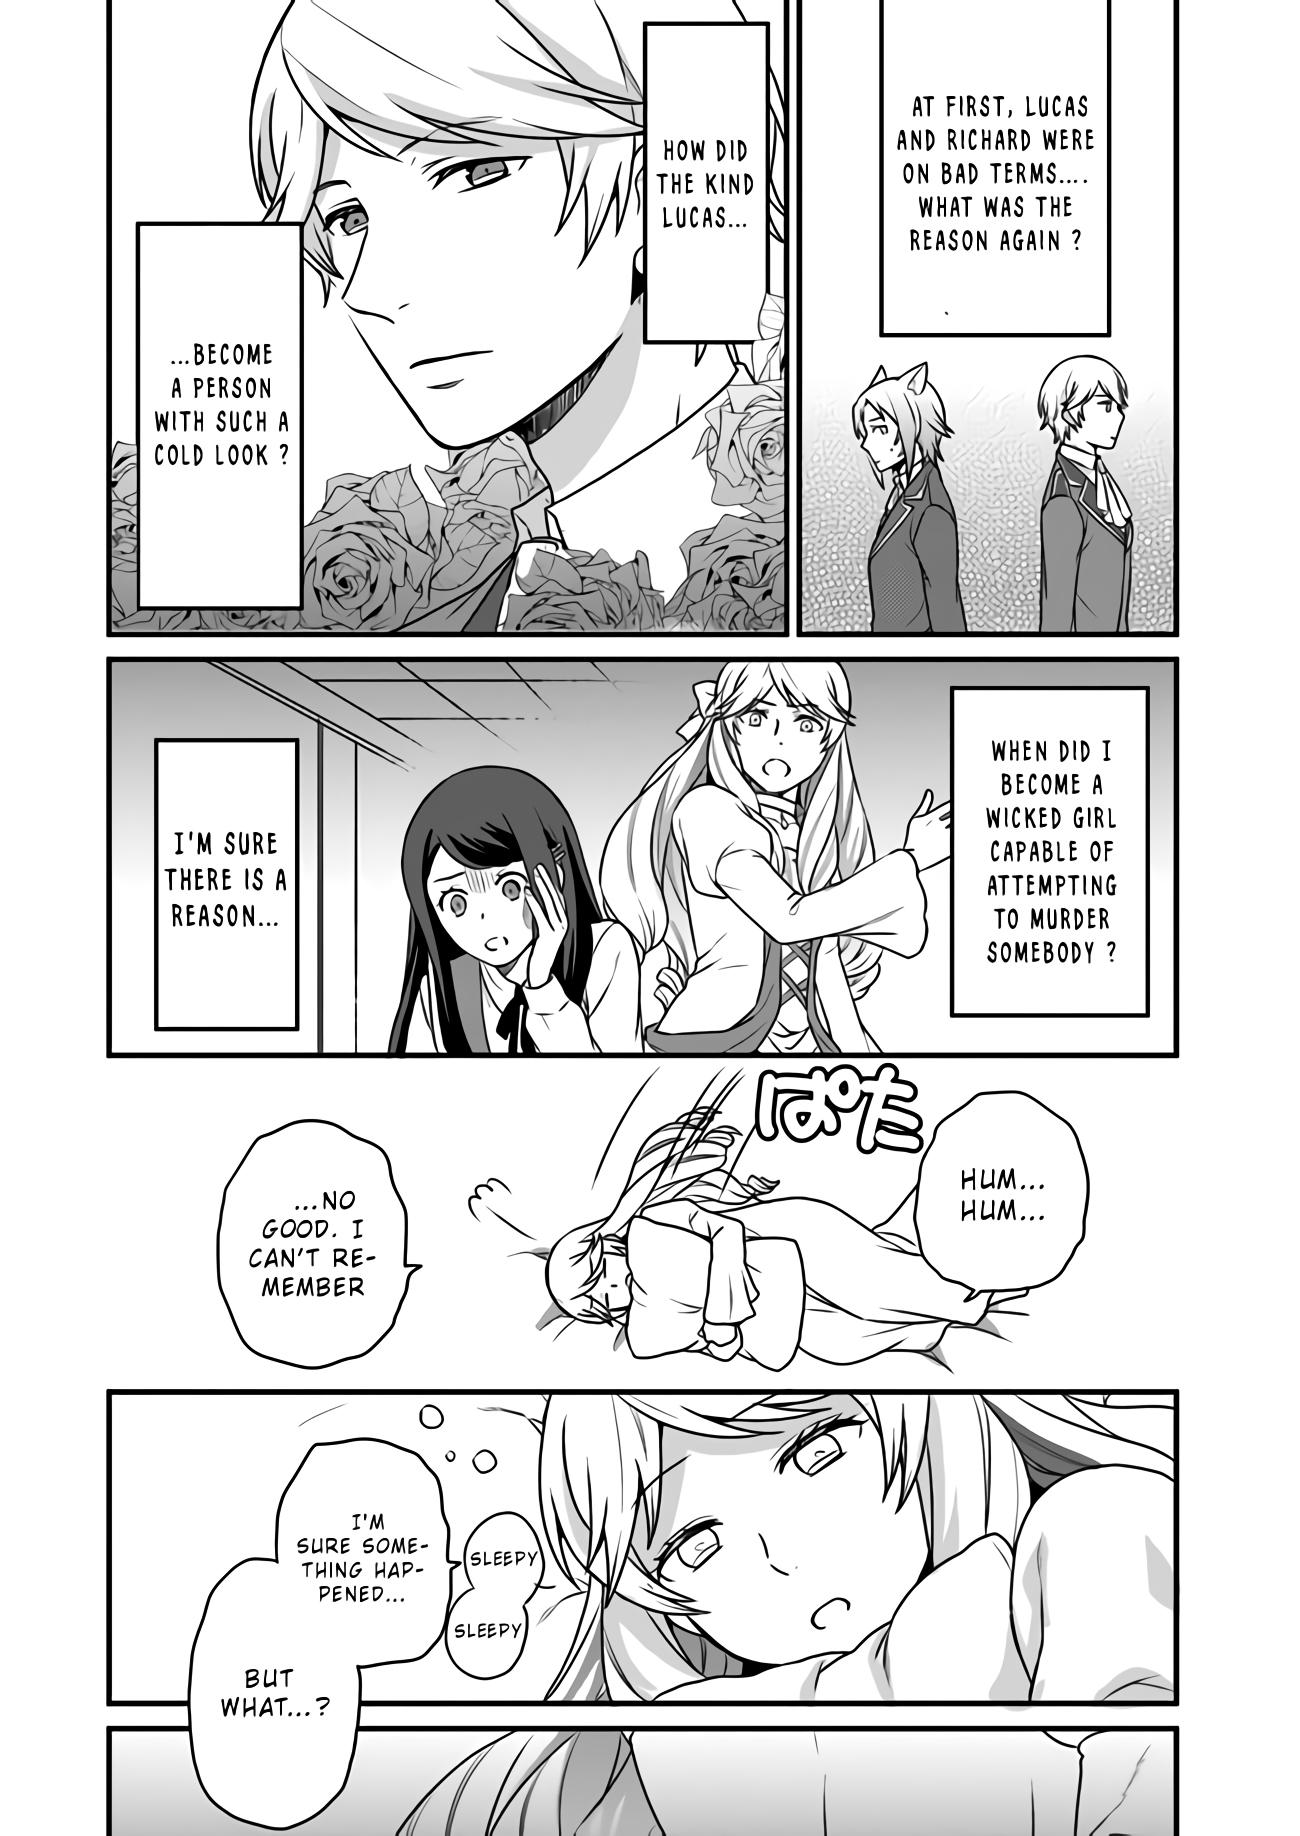 AT FIRST, LUCAS
AND RICHARD WERE
ON BAD TERMS....
WHAT WAS THE
REASON AGAIN ?
HOW DID
THE KIND
LUCAS...
...BECOME
A PERSON
WITH SUCH A
COLD LOOK ?
WHEN DID I
BECOME A
WICKED GIRL
CAPABLE OF
ATTEMPTING
TO MURDER
SOMEBODY ?
I'M SURE
THERE IS A
REASON...
ぱた
HUM...
HUM...
...NO
GOOD. I
CAN'T RE-
MEMBER
SLEEPY
SLEEPY
I'M
SURE SOME-
THING HAP-
PENED...
BUT
WHAT...?